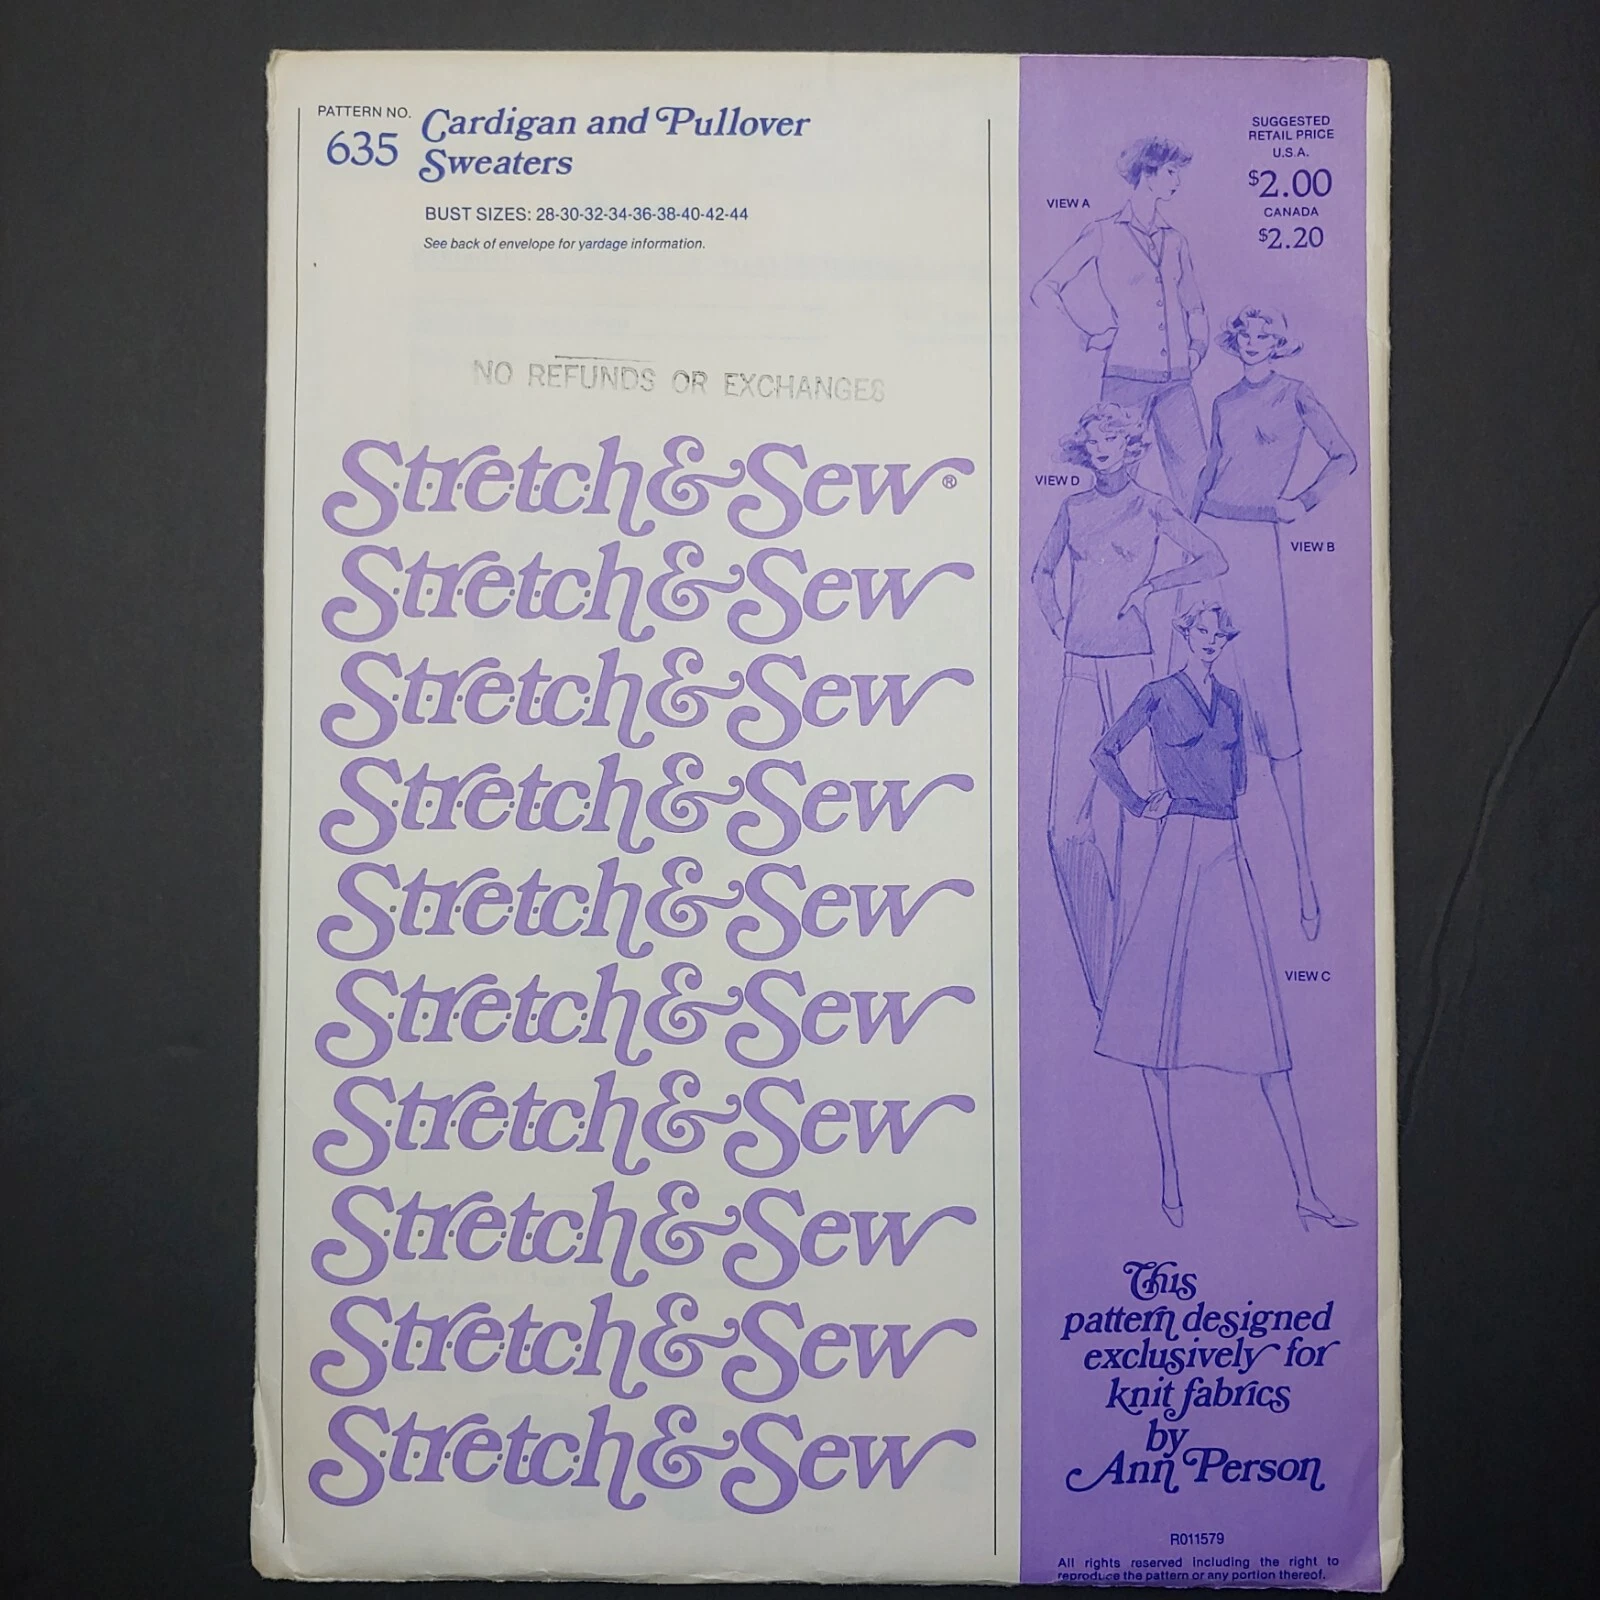 PATTERN NO.
635
Cardigan and Pullover
Sweaters
BUST SIZES: 28-30-32-34-36-38-40-42-44
See back of envelope for yardage information.
NO REFUNDS OR EXCHANGES
Stretch & Sew®
Stretch & Sew
Stretch & Sew
Stretch & Sew
Stretch & Sew
Stretch & Sew
Stretch & Sew
Stretch & Sew
Stretch & Sew
Stretch & Sew
SUGGESTED
RETAIL PRICE
U.S.A.
$2.00
CANADA
$2.20
VIEW A
VIEW D
VIEW B
VIEW C
This
pattern designed
exclusively for
knit fabrics
by
Ann Person
R011579
All rights reserved including the right to
reproduce the pattern or any portion thereof.